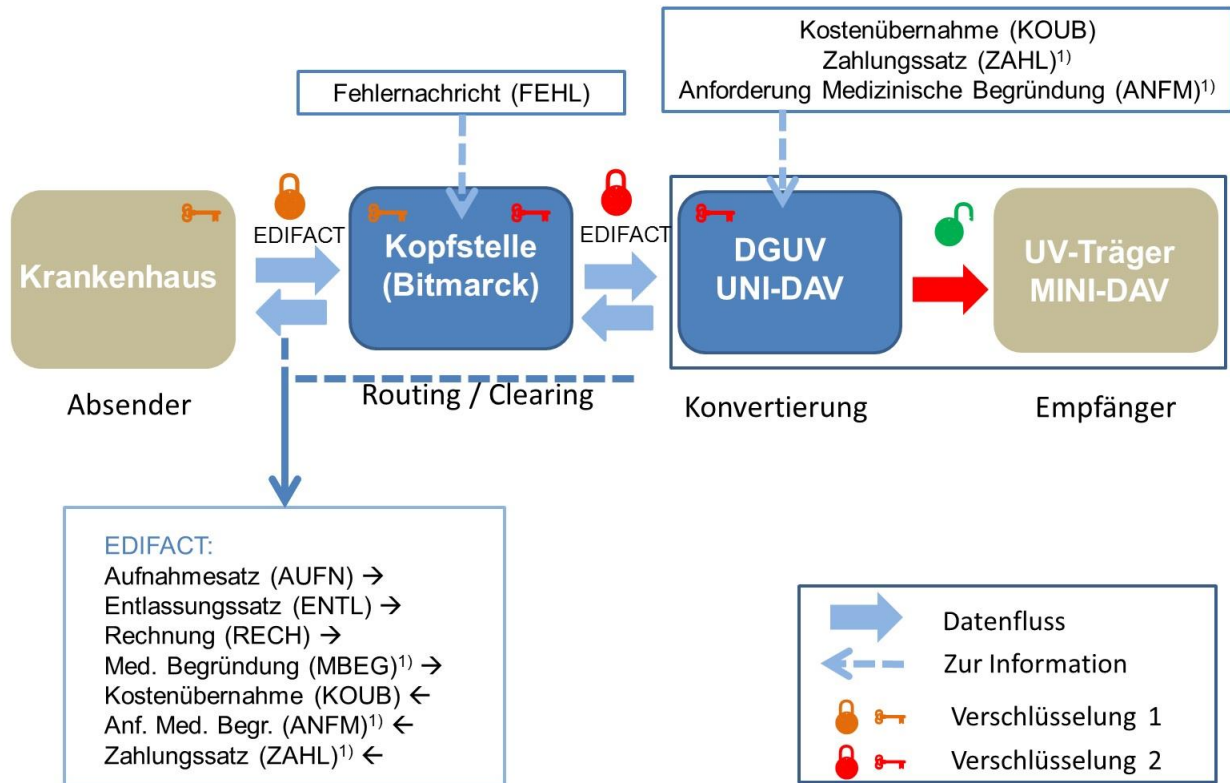 Kostenübernahme (KOUB)
Zahlungssatz (ZAHL)¹⁾
Anforderung Medizinische Begründung (ANFM)¹⁾
Fehlernachricht (FEHL)
EDIFACT
EDIFACT
Krankenhaus
Kopfstelle
(Bitmarck)
DGUV
UNI-DAV
UV-Träger
MINI-DAV
Absender
Routing / Clearing
Konvertierung
Empfänger
EDIFACT:
Aufnahmesatz (AUFN) →
Entlassungssatz (ENTL) →
Rechnung (RECH) →
Med. Begründung (MBEG)¹⁾ →
Kostenübernahme (KOUB) ←
Anf. Med. Begr. (ANFM)¹⁾ ←
Zahlungssatz (ZAHL)¹⁾ ←
Datenfluss
Zur Information
Verschlüsselung 1
Verschlüsselung 2